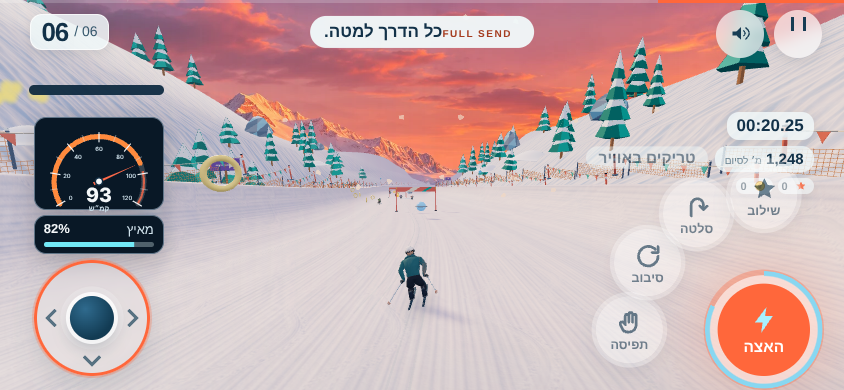 06 / 06
FULL SEND כל הדרך למטה.
00:20.25
1,248 מ׳ לסיום
0 0
טריקים באוויר
שילוב
סלטה
סיבוב
תפיסה
האצה
0 20 40 60 80 100 120
93
קמ״ש
מאיץ 82%